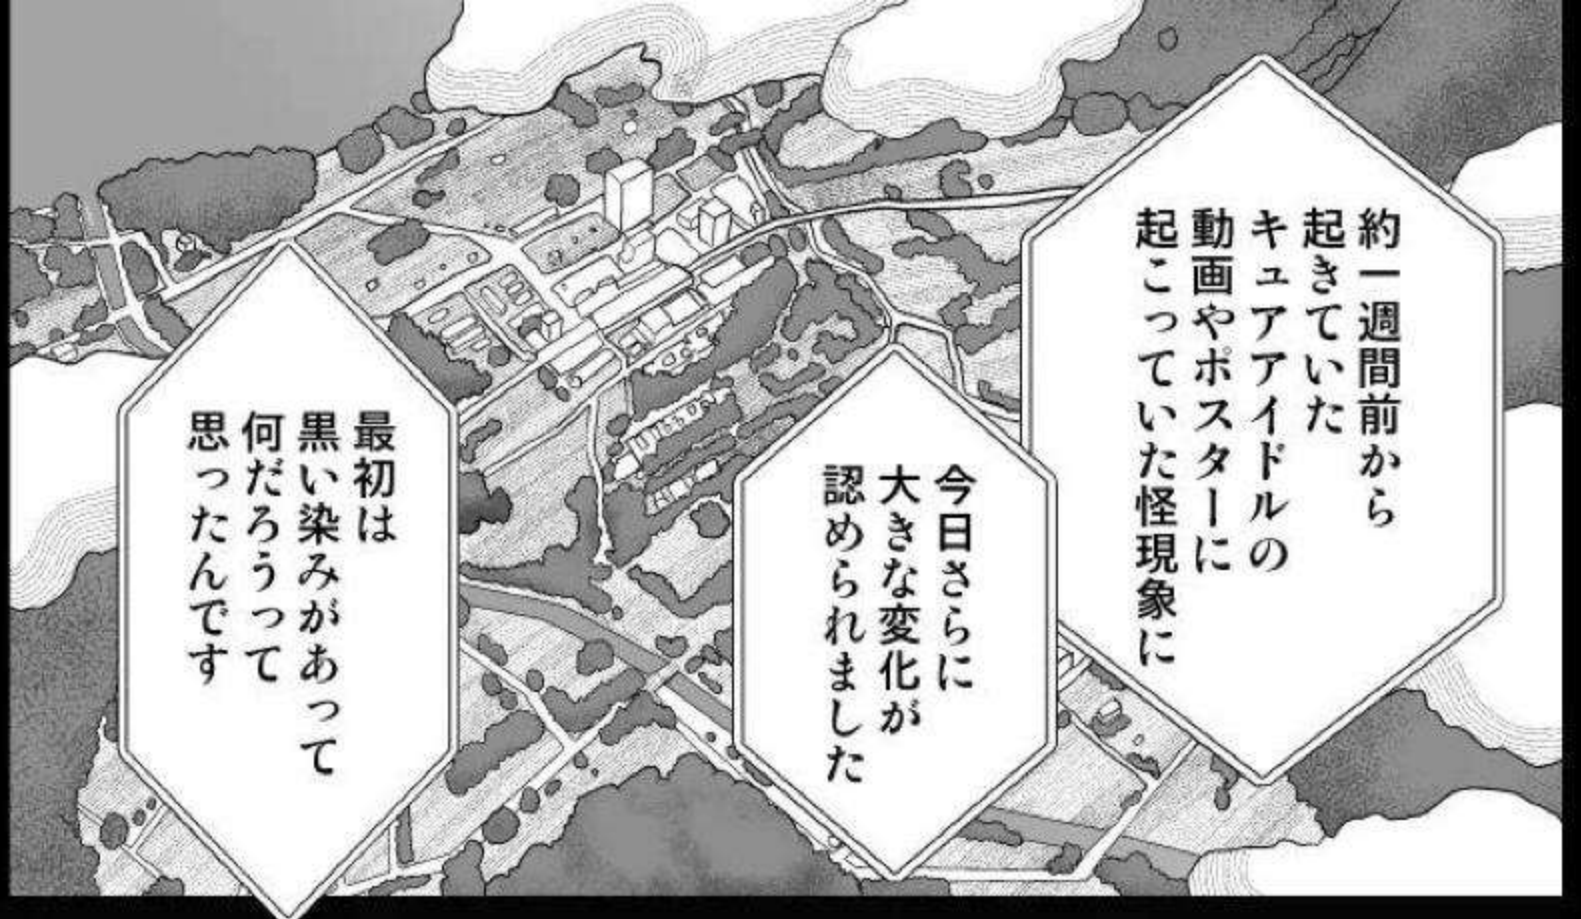 約一週間前から
起きていた
キュアアイドルの
動画やポスターに
起こっていた怪現象に
今日さらに
大きな変化が
認められました
最初は
黒い染みがあって
何だろうって
思ったんです